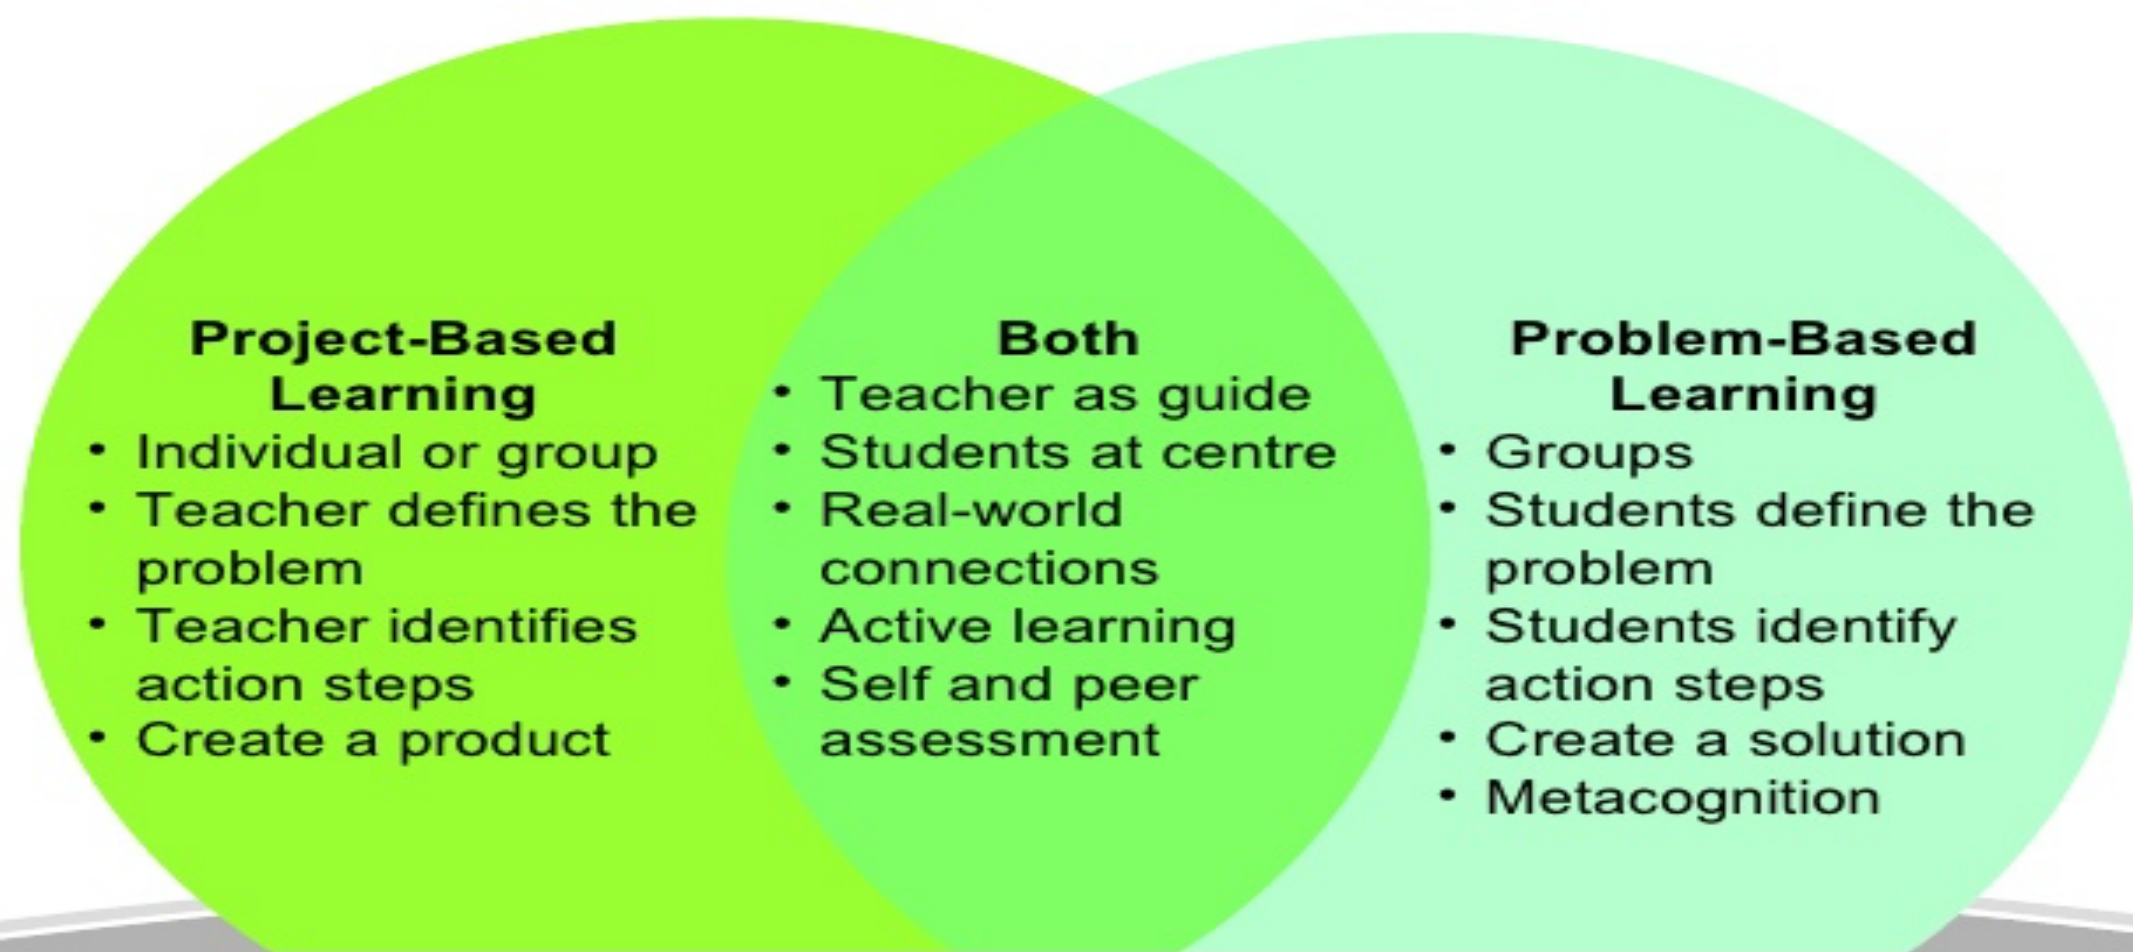 Project-Based
Learning
• Individual or group
• Teacher defines the
problem
• Teacher identifies
action steps
• Create a product
Both
• Teacher as guide
• Students at centre
• Real-world
connections
• Active learning
• Self and peer
assessment
Problem-Based
Learning
• Groups
• Students define the
problem
• Students identify
action steps
• Create a solution
• Metacognition